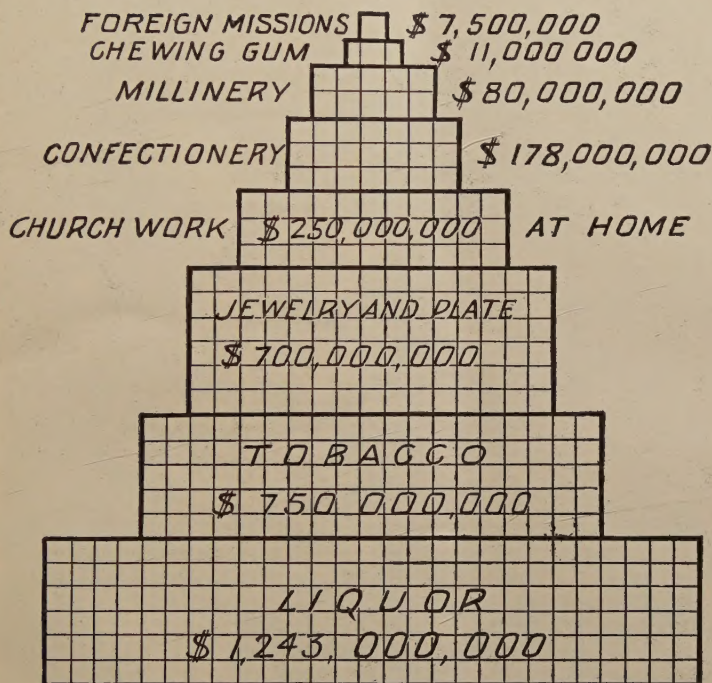 FOREIGN MISSIONS $ 7,500,000
CHEWING GUM $ 11,000 000
MILLINERY $ 80,000,000
CONFECTIONERY $ 178,000,000
CHURCH WORK $ 250,000,000 AT HOME
JEWELRY AND PLATE
$ 700,000,000
TOBACCO
$ 750 000,000
LIQUOR
$ 1,243,000,000